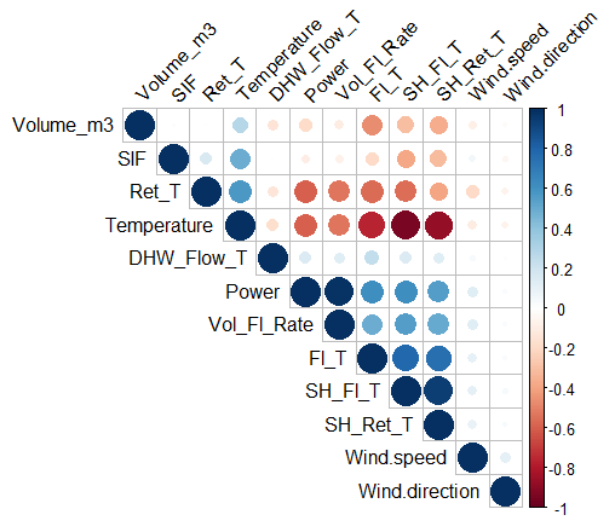 Volume_m3
SIF
Ret_T
Temperature
DHW_Flow_T
Power
Vol_Fl_Rate
Fl_T
SH_Fl_T
SH_Ret_T
Wind.speed
Wind.direction
Volume_m3
SIF
Ret_T
Temperature
DHW_Flow_T
Power
Vol_Fl_Rate
Fl_T
SH_Fl_T
SH_Ret_T
Wind.speed
Wind.direction
1
0.8
0.6
0.4
0.2
0
-0.2
-0.4
-0.6
-0.8
-1